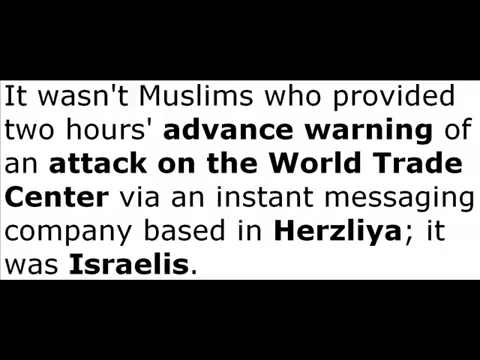 It wasn't Muslims who provided
two hours' advance warning of
an attack on the World Trade
Center via an instant messaging
company based in Herzliya; it
was Israelis.